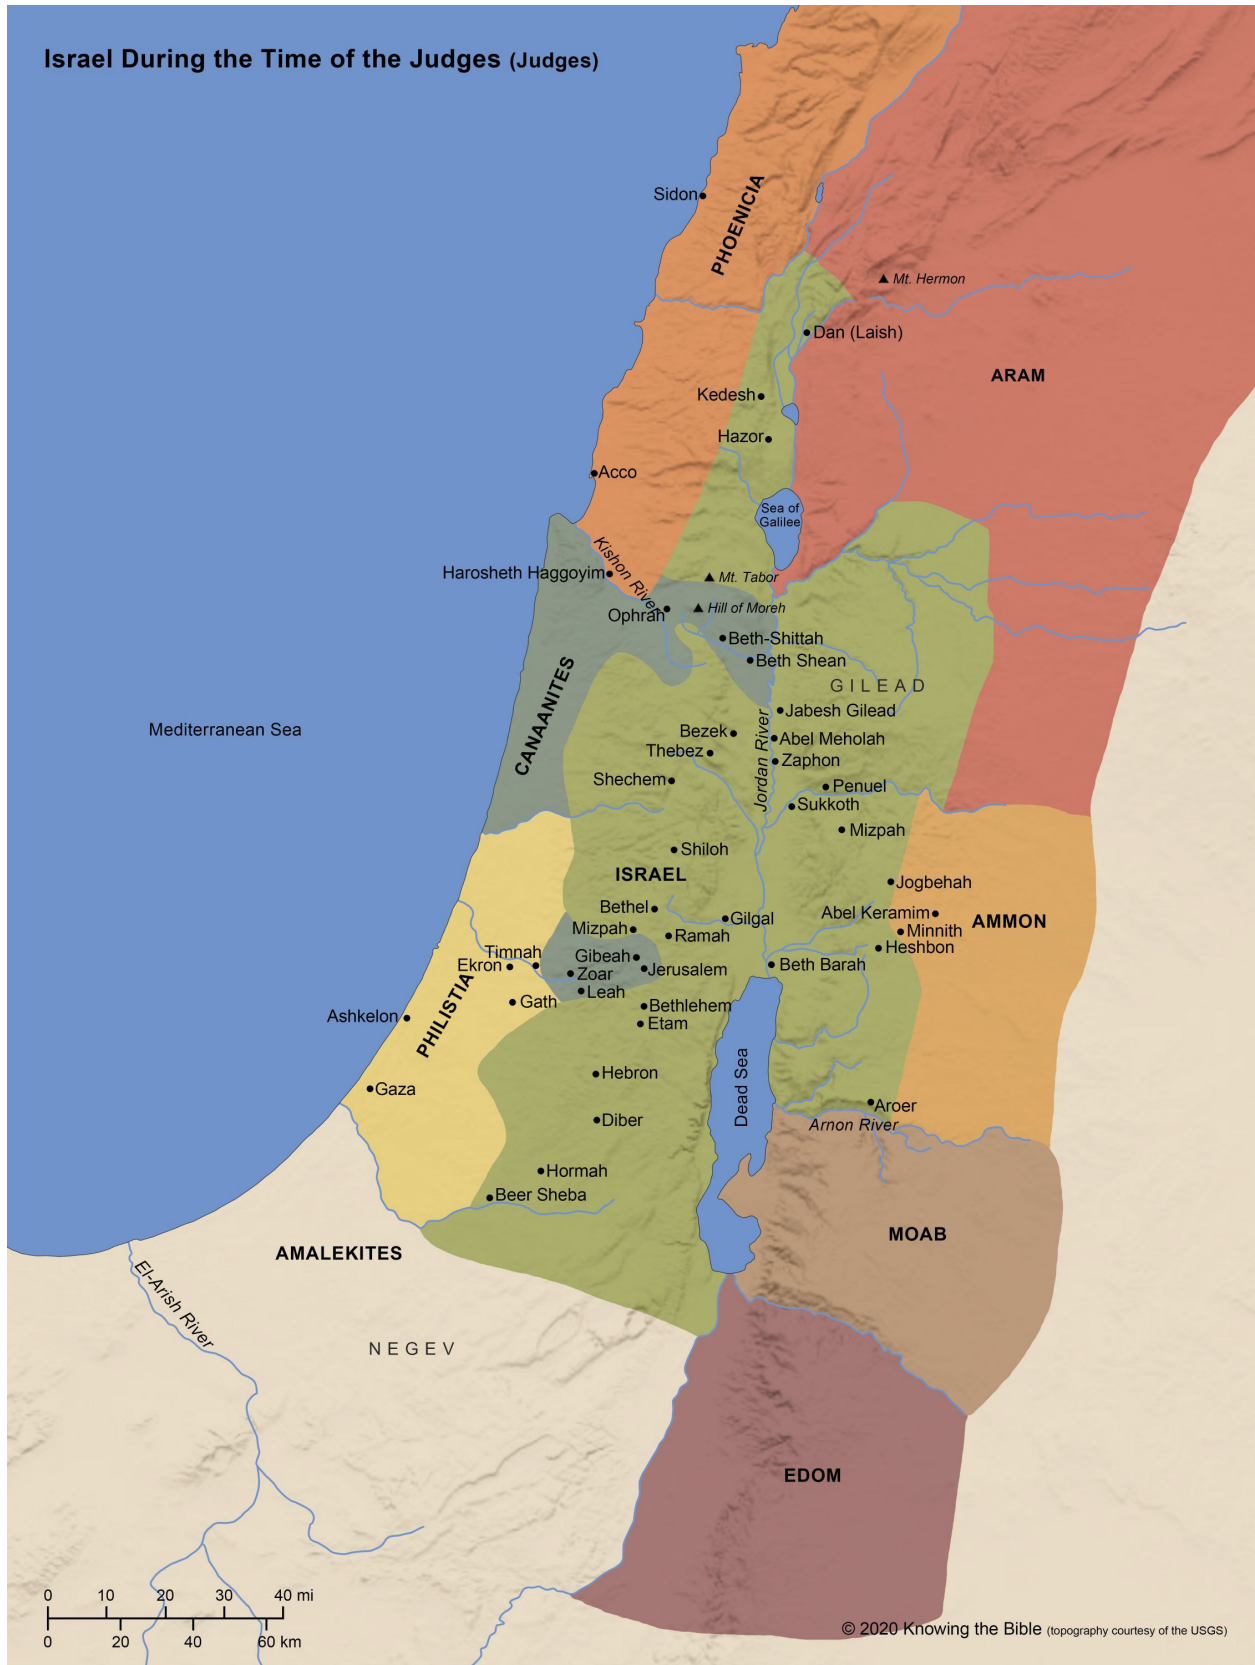 Israel During the Time of the Judges (Judges)
Sidon
PHOENICIA
Mt. Hermon
Dan (Laish)
ARAM
Kedesh
Hazor
Acco
Sea of
Galilee
Kishon River
Harosheth Haggoyim
Mt. Tabor
Ophrah
Hill of Moreh
Beth-Shittah
Beth Shean
CANAANITES
GILEAD
Mediterranean Sea
Jabesh Gilead
Jordan River
Bezek
Abel Meholah
Thebez
Zaphon
Shechem
Penuel
Sukkoth
Mizpah
Shiloh
ISRAEL
Jogbehah
Bethel
Gilgal
Abel Keramim
AMMON
Mizpah
Ramah
Minnith
Heshbon
Timnah
Gibeah
Ekron
Zoar
Jerusalem
Beth Barah
Leah
Gath
Bethlehem
Ashkelon
PHILISTIA
Etam
Hebron
Dead Sea
Gaza
Aroer
Diber
Arnon River
Hormah
Beer Sheba
MOAB
AMALEKITES
El-Arish River
NEGEV
EDOM
0 10 20 30 40 mi
0 20 40 60 km
© 2020 Knowing the Bible (topography courtesy of the USGS)